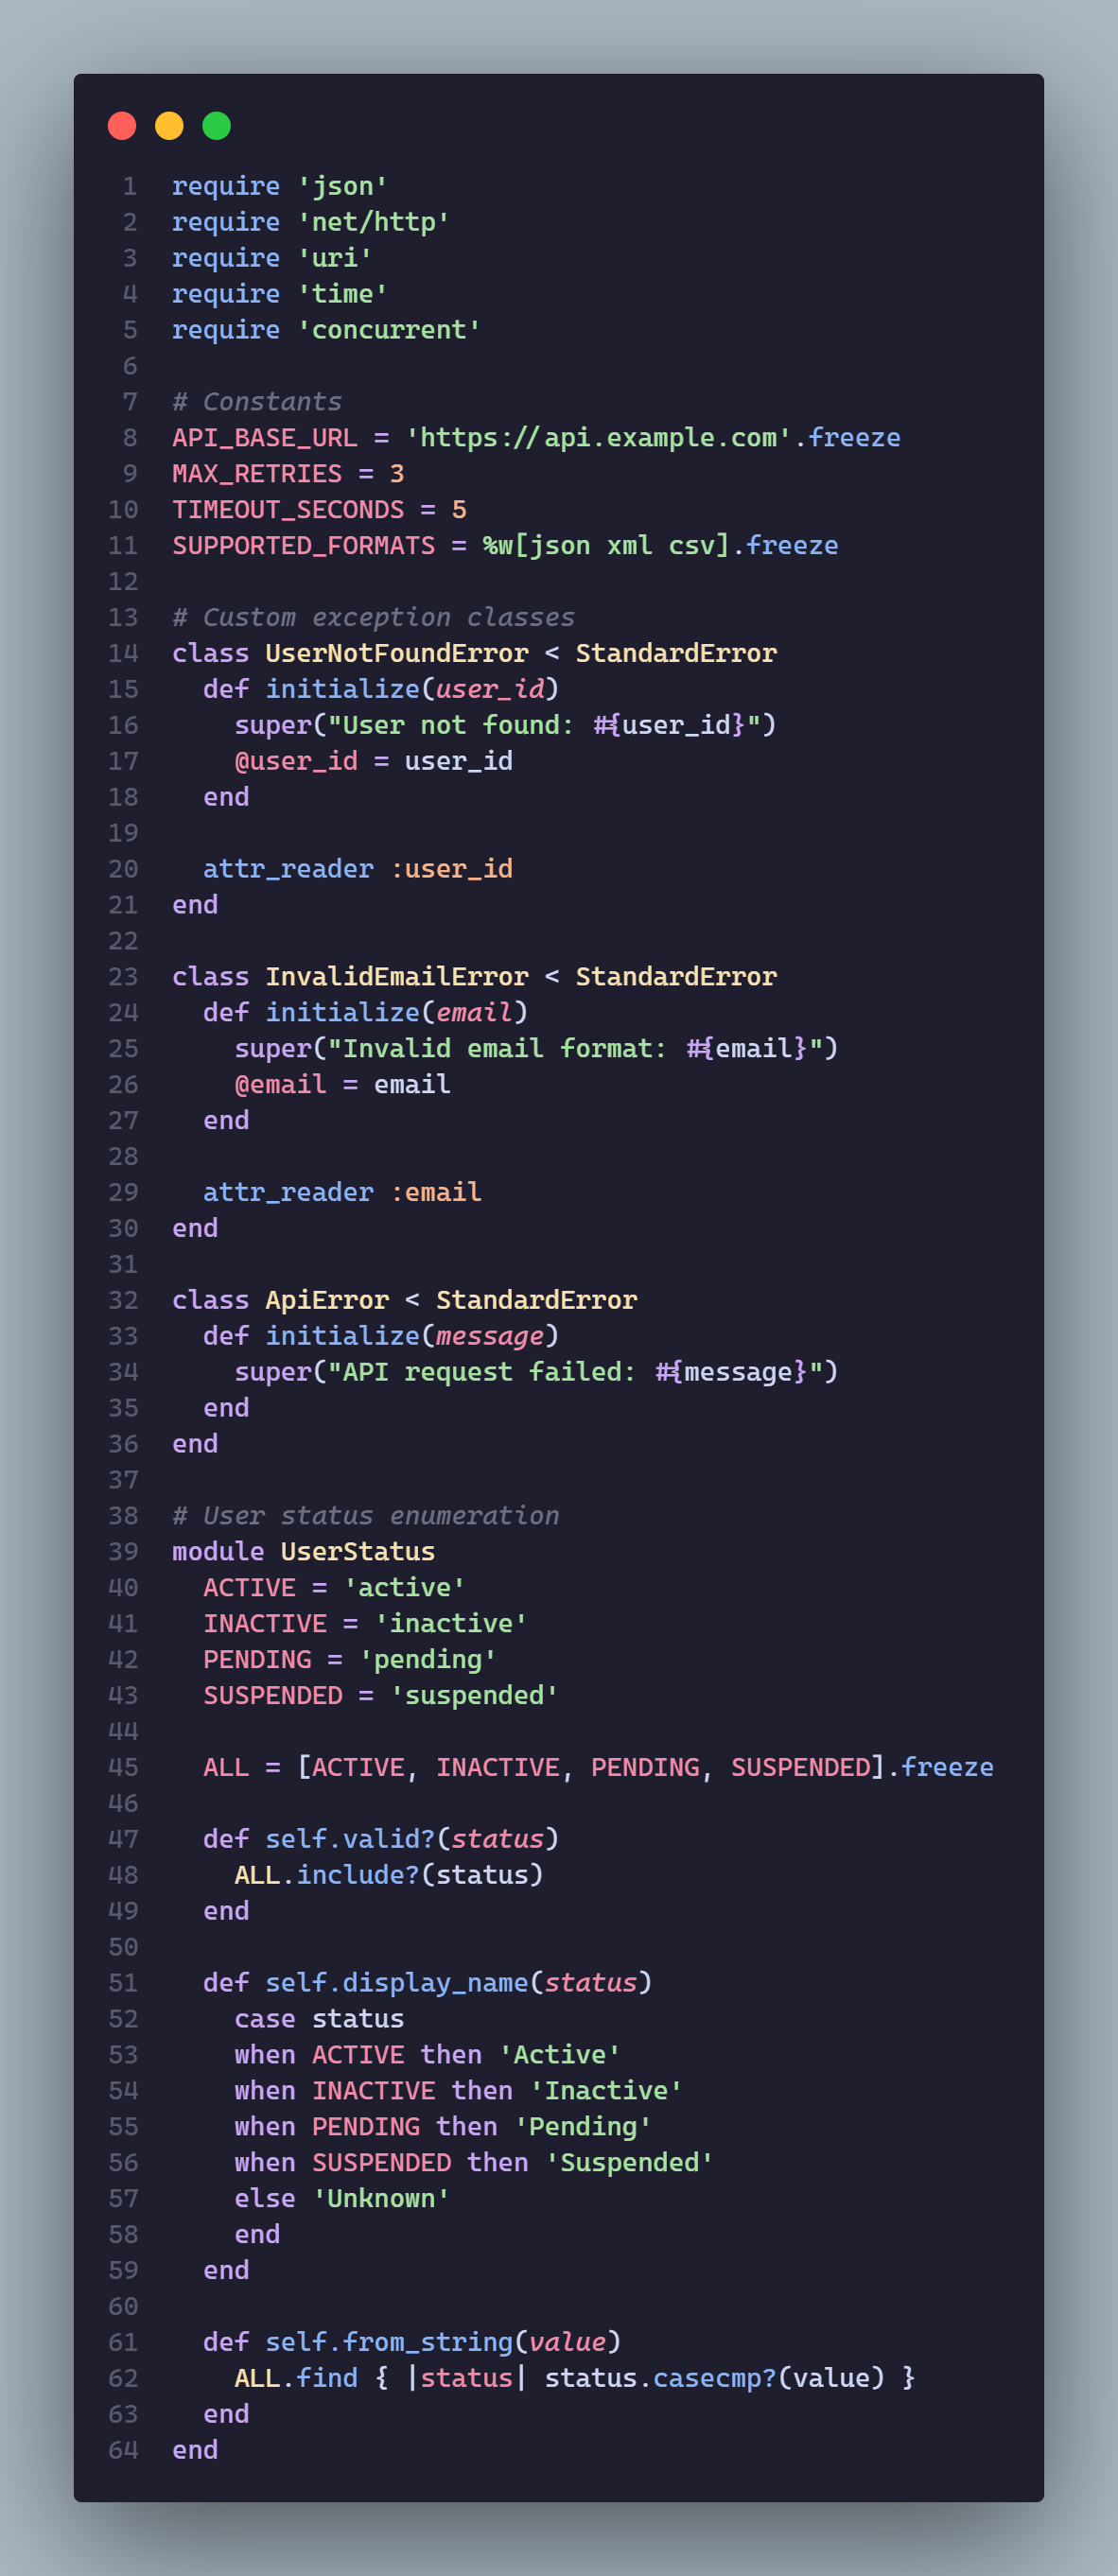 1 require 'json'
2 require 'net/http'
3 require 'uri'
4 require 'time'
5 require 'concurrent'
6
7 # Constants
8 API_BASE_URL = 'https://api.example.com'.freeze
9 MAX_RETRIES = 3
10 TIMEOUT_SECONDS = 5
11 SUPPORTED_FORMATS = %w[json xml csv].freeze
12
13 # Custom exception classes
14 class UserNotFoundError < StandardError
15   def initialize(user_id)
16     super("User not found: #{user_id}")
17     @user_id = user_id
18   end
19
20   attr_reader :user_id
21 end
22
23 class InvalidEmailError < StandardError
24   def initialize(email)
25     super("Invalid email format: #{email}")
26     @email = email
27   end
28
29   attr_reader :email
30 end
31
32 class ApiError < StandardError
33   def initialize(message)
34     super("API request failed: #{message}")
35   end
36 end
37
38 # User status enumeration
39 module UserStatus
40   ACTIVE = 'active'
41   INACTIVE = 'inactive'
42   PENDING = 'pending'
43   SUSPENDED = 'suspended'
44
45   ALL = [ACTIVE, INACTIVE, PENDING, SUSPENDED].freeze
46
47   def self.valid?(status)
48     ALL.include?(status)
49   end
50
51   def self.display_name(status)
52     case status
53     when ACTIVE then 'Active'
54     when INACTIVE then 'Inactive'
55     when PENDING then 'Pending'
56     when SUSPENDED then 'Suspended'
57     else 'Unknown'
58     end
59   end
60
61   def self.from_string(value)
62     ALL.find { |status| status.casecmp?(value) }
63   end
64 end